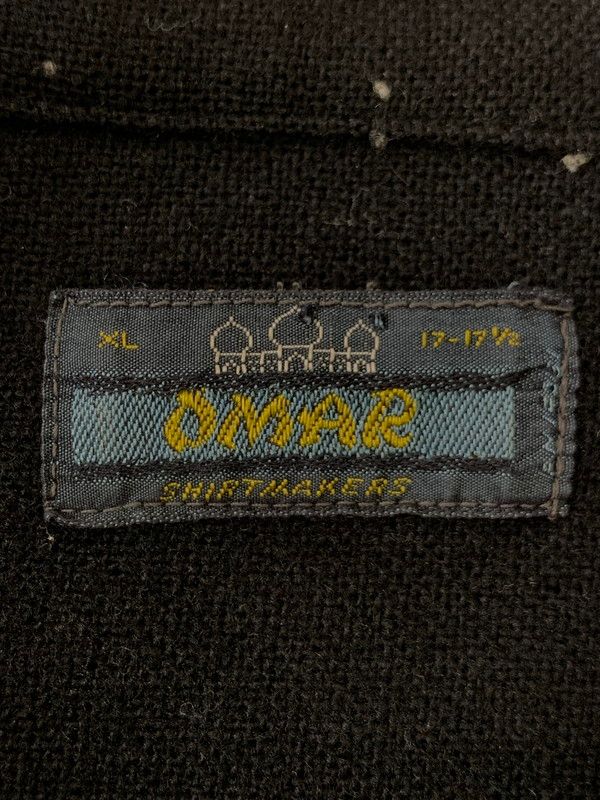 XL
17-17½
OMAR
SHIRTMAKERS